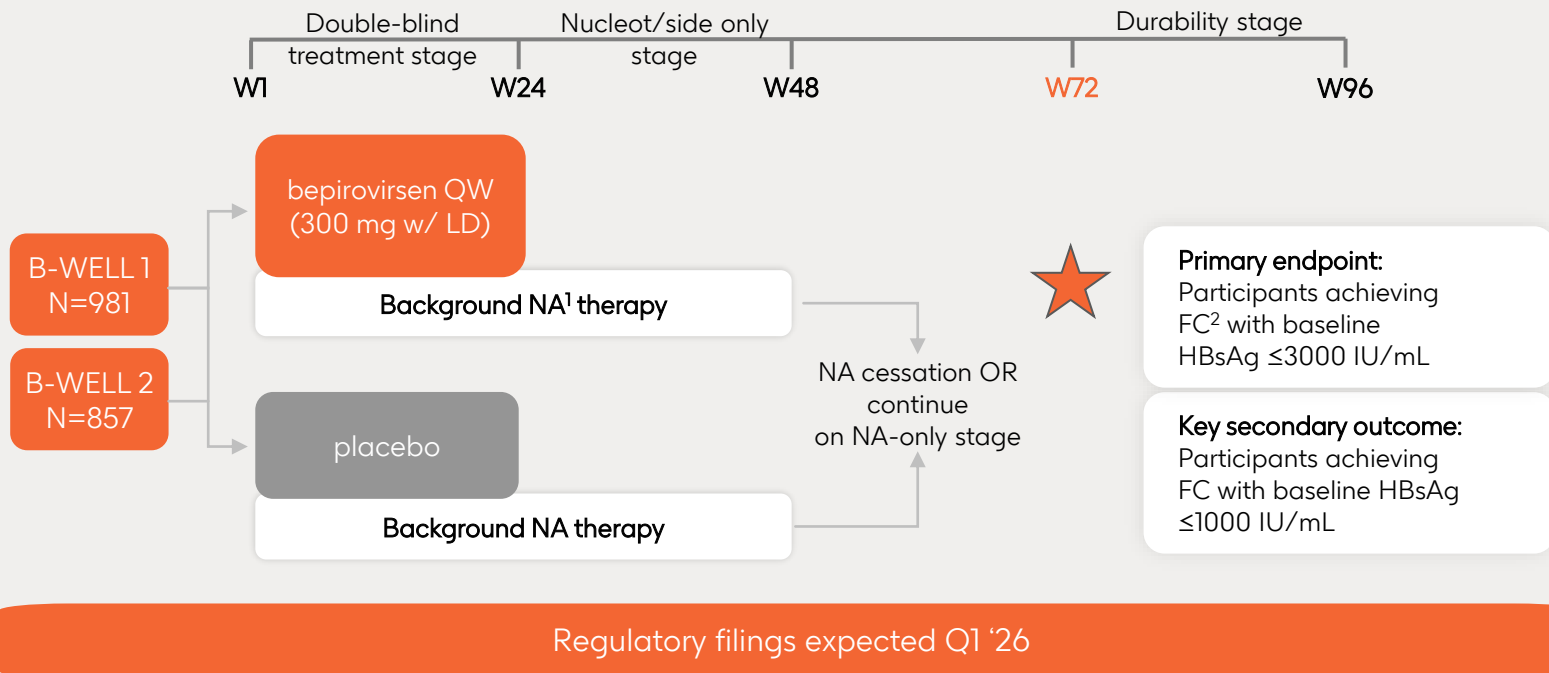 Double-blind
treatment stage
Nucleot/side only
stage
Durability stage
W1
W24
W48
W72
W96
B-WELL 1
N=981
B-WELL 2
N=857
bepirovirsen QW
(300 mg w/ LD)
Background NA¹ therapy
placebo
Background NA therapy
NA cessation OR
continue
on NA-only stage
Primary endpoint:
Participants achieving
FC² with baseline
HBsAg ≤3000 IU/mL
Key secondary outcome:
Participants achieving
FC with baseline HBsAg
≤1000 IU/mL
Regulatory filings expected Q1 ‘26